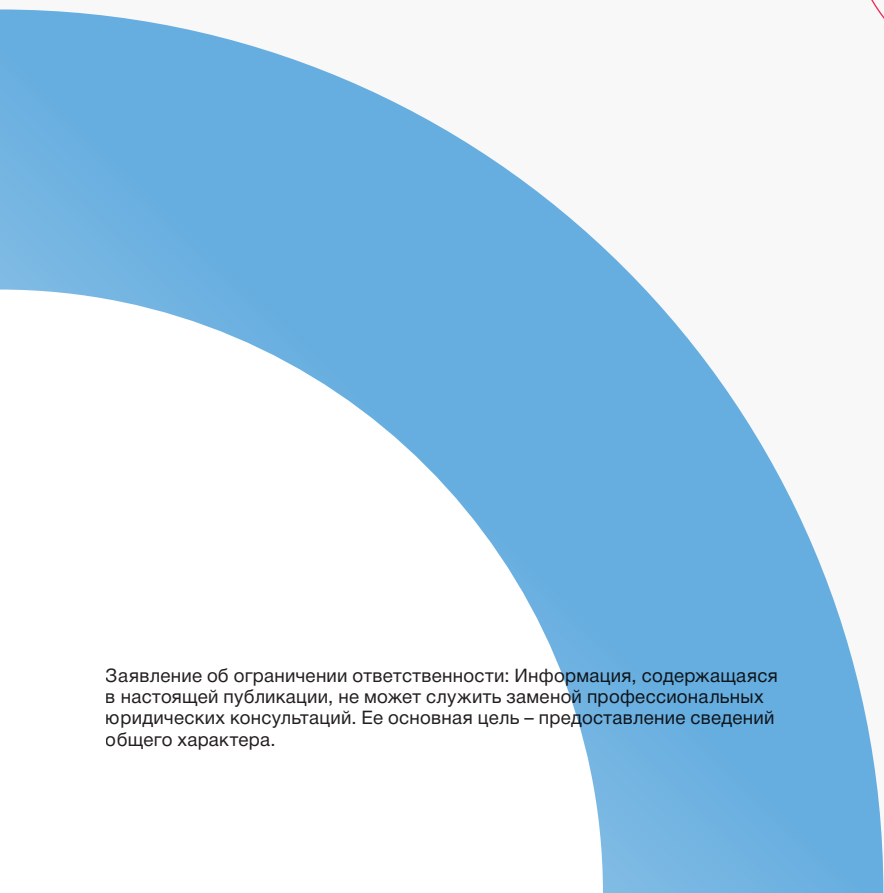 Заявление об ограничении ответственности: Информация, содержащаяся
в настоящей публикации, не может служить заменой профессиональных
юридических консультаций. Ее основная цель – предоставление сведений
общего характера.